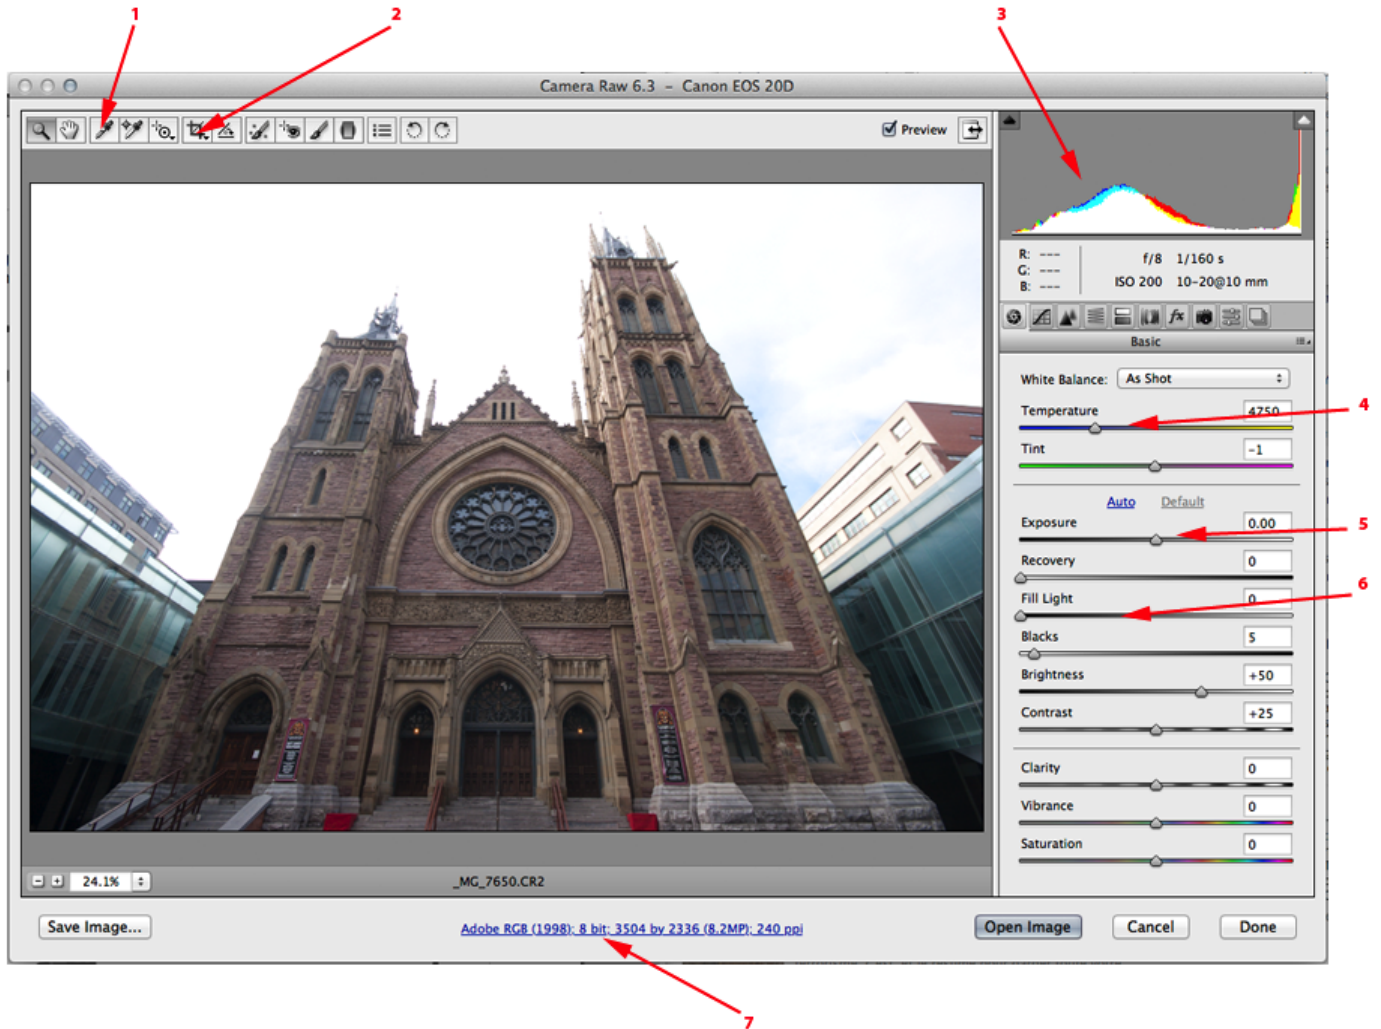 1
2
3
Camera Raw 6.3 – Canon EOS 20D
Preview
R: ---
G: ---
B: ---
f/8 1/160 s
ISO 200 10-20@10 mm
fx
Basic
White Balance: As Shot
Temperature 4750
4
Tint -1
Auto Default
Exposure 0.00
5
Recovery 0
Fill Light 0
6
Blacks 5
Brightness +50
Contrast +25
Clarity 0
Vibrance 0
Saturation 0
24.1%
_MG_7650.CR2
Save Image...
Adobe RGB (1998); 8 bit; 3504 by 2336 (8.2MP); 240 ppi
Open Image
Cancel
Done
7